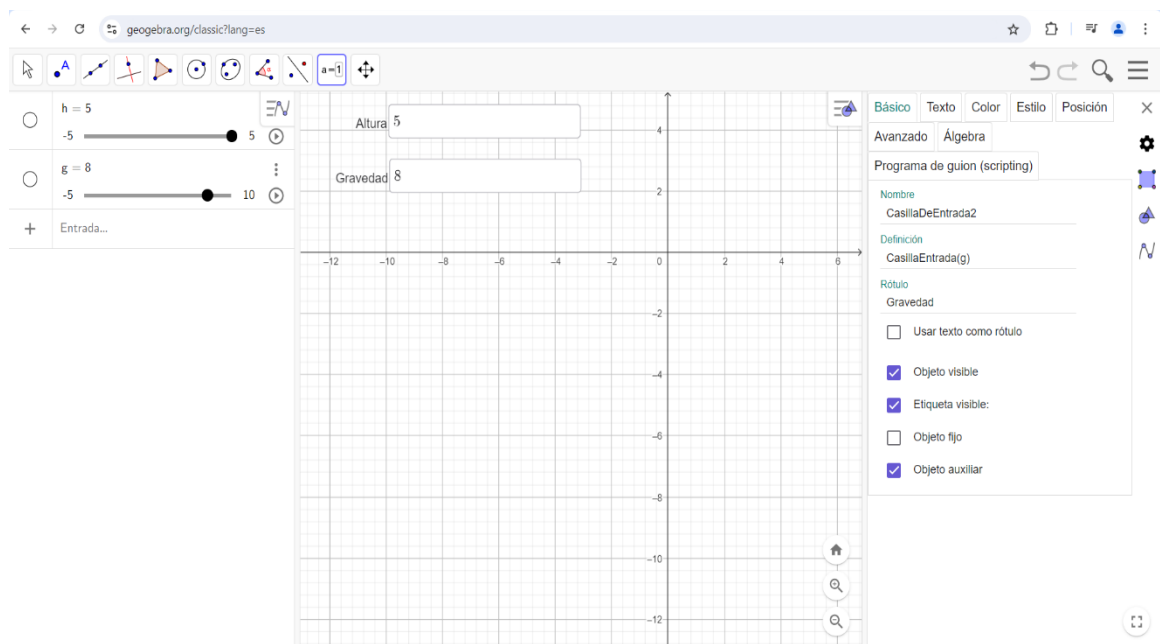 geogebra.org/classic?lang=es
A
a=1
h = 5
-5
5
g = 8
-5
10
Entrada...
Altura
5
Gravedad
8
4
2
-12
-10
-8
-6
-4
-2
0
2
4
6
-2
-4
-6
-8
-10
-12
Básico
Texto
Color
Estilo
Posición
Avanzado
Álgebra
Programa de guion (scripting)
Nombre
CasillaDeEntrada2
Definición
CasillaEntrada(g)
Rótulo
Gravedad
Usar texto como rótulo
Objeto visible
Etiqueta visible:
Objeto fijo
Objeto auxiliar